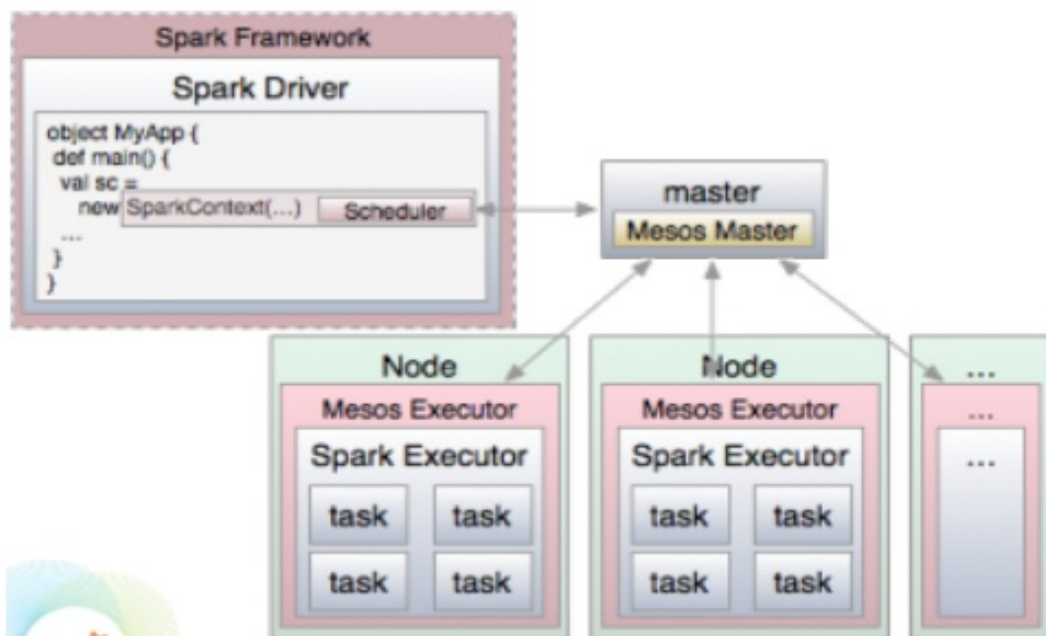 Spark Framework
Spark Driver
object MyApp {
def main() {
val sc =
new SparkContext(...) Scheduler
...
}
}
master
Mesos Master
Node
Mesos Executor
Spark Executor
task task
task task
Node
Mesos Executor
Spark Executor
task task
task task
...
...
...